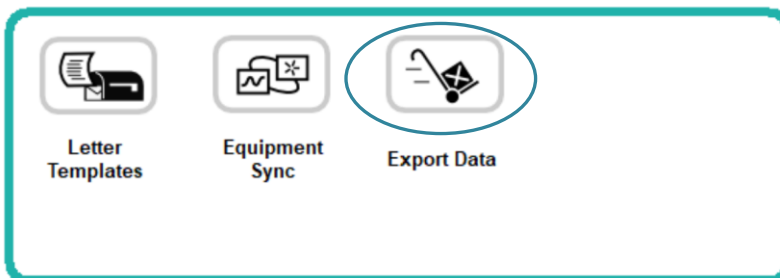 Letter
Templates
Equipment
Sync
Export Data